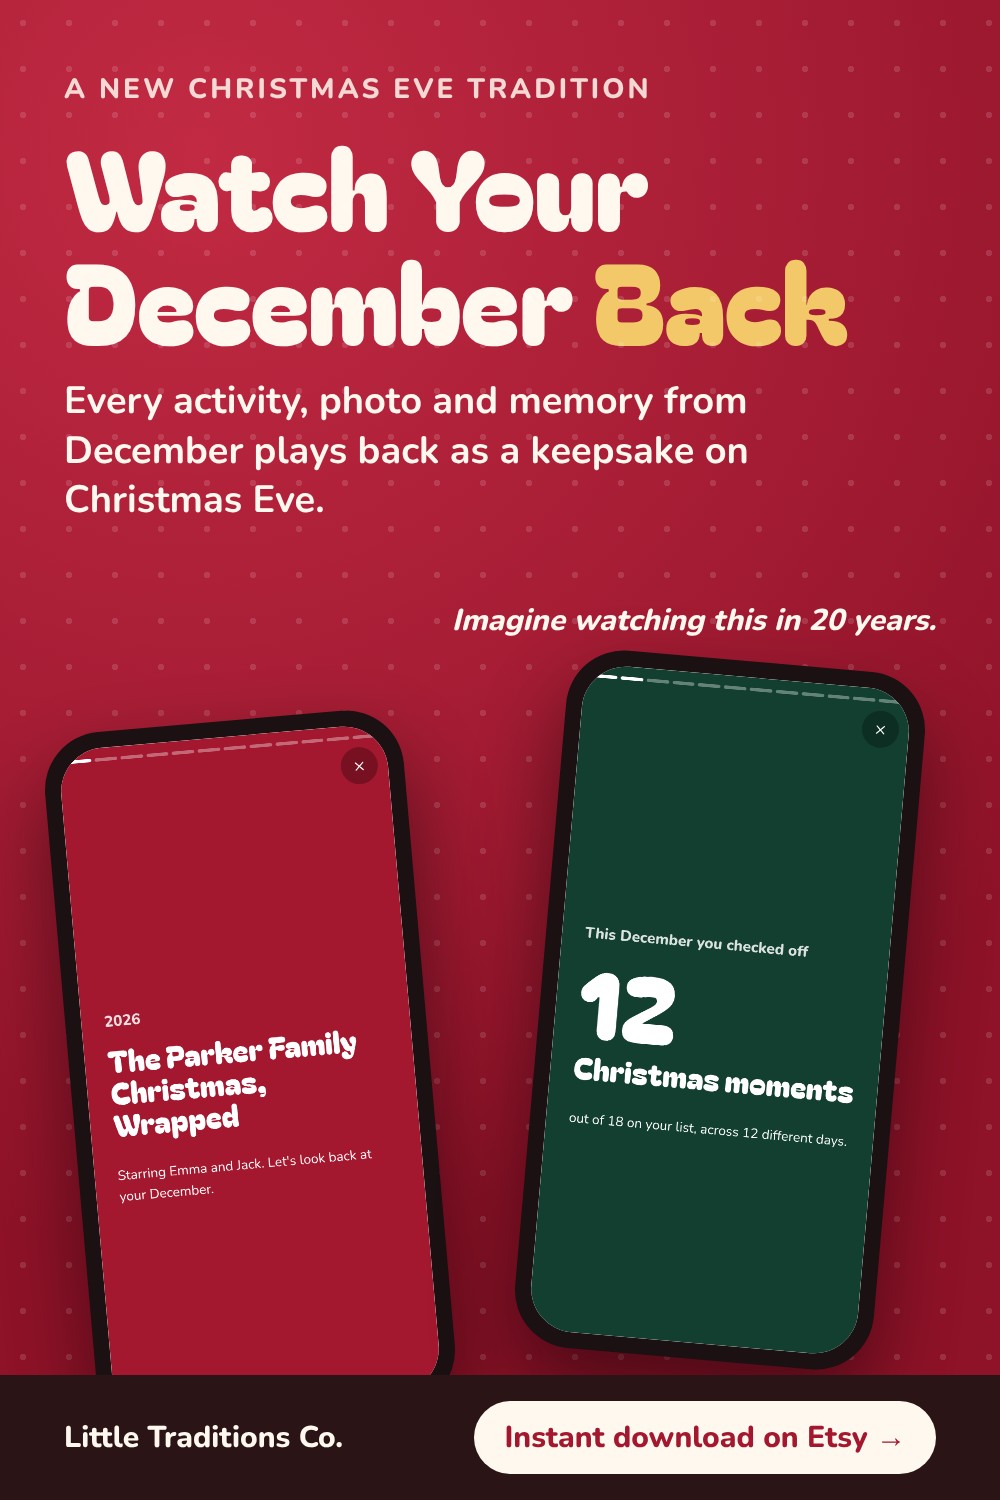 A NEW CHRISTMAS EVE TRADITION
Watch Your
December Back
Every activity, photo and memory from
December plays back as a keepsake on
Christmas Eve.
Imagine watching this in 20 years.
×
2026
The Parker Family
Christmas,
Wrapped
Starring Emma and Jack. Let's look back at
your December.
×
This December you checked off
12
Christmas moments
out of 18 on your list, across 12 different days.
Little Traditions Co.
Instant download on Etsy →